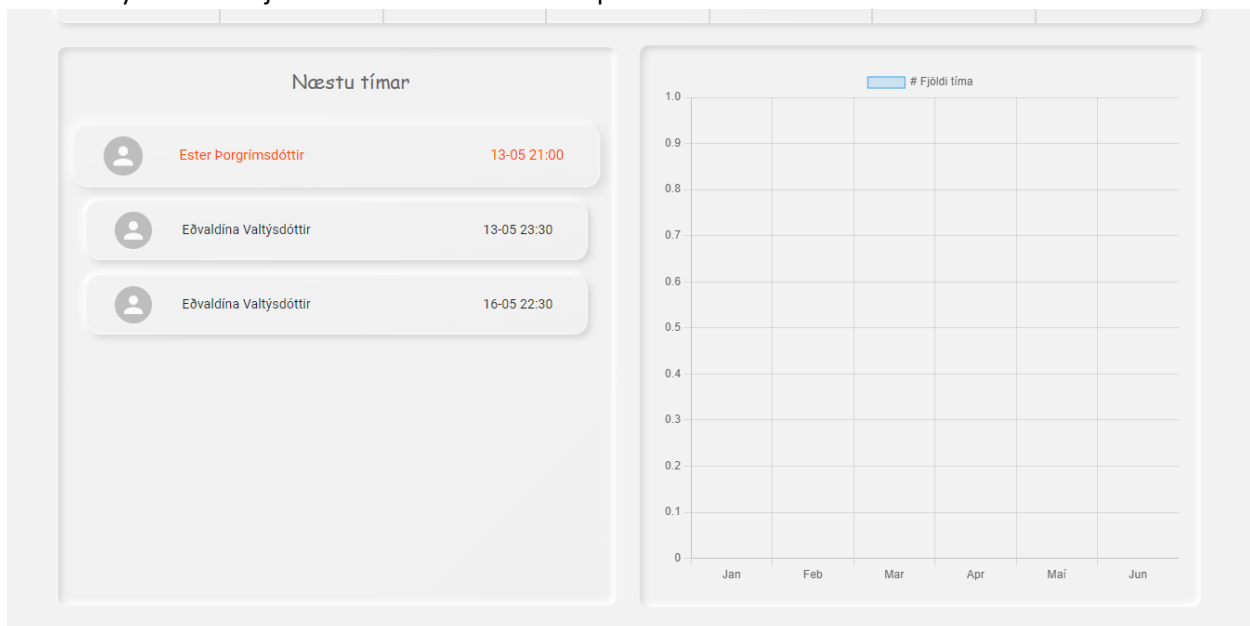 Næstu tímar
Ester Þorgrímsdóttir 13-05 21:00
Eðvaldína Valtýsdóttir 13-05 23:30
Eðvaldína Valtýsdóttir 16-05 22:30
# Fjöldi tíma
1.0
0.9
0.8
0.7
0.6
0.5
0.4
0.3
0.2
0.1
0
Jan Feb Mar Apr Maí Jun